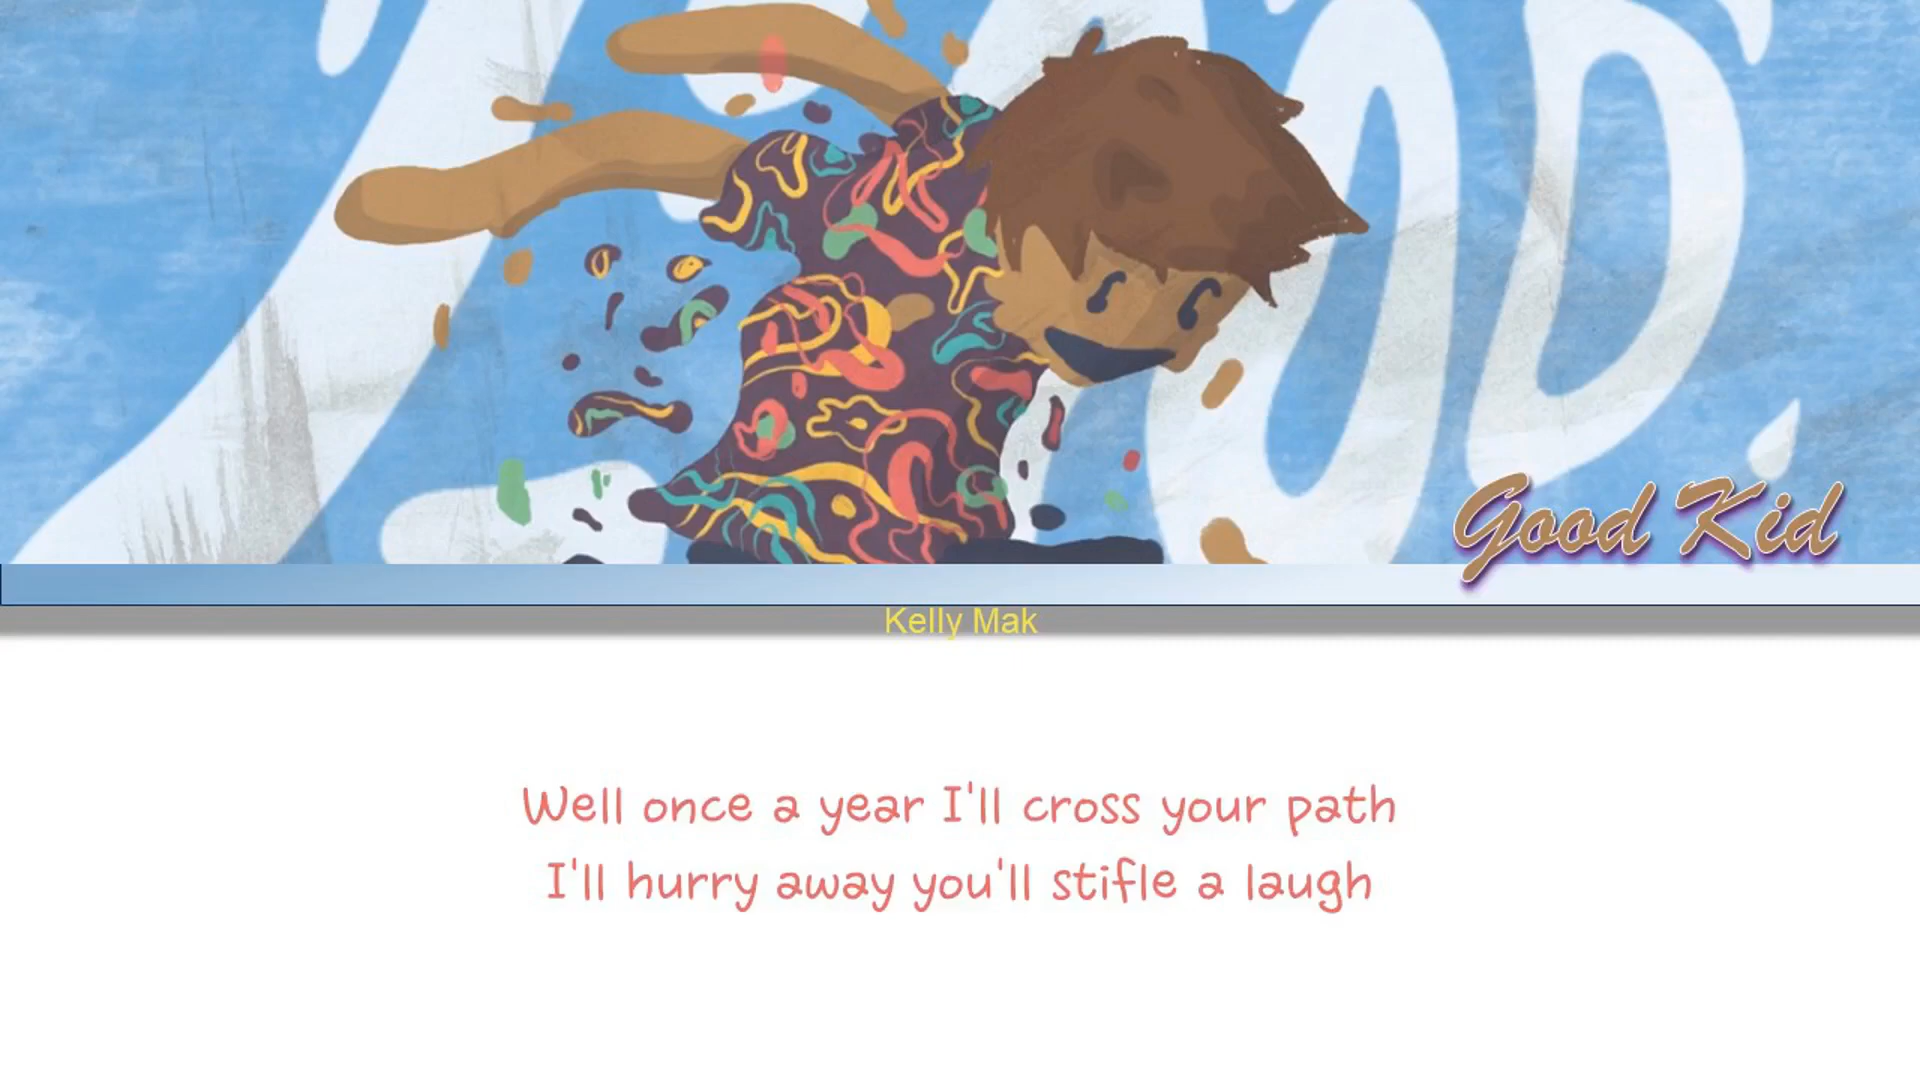 Good Kid
Kelly Mak
Well once a year I'll cross your path
I'll hurry away you'll stifle a laugh